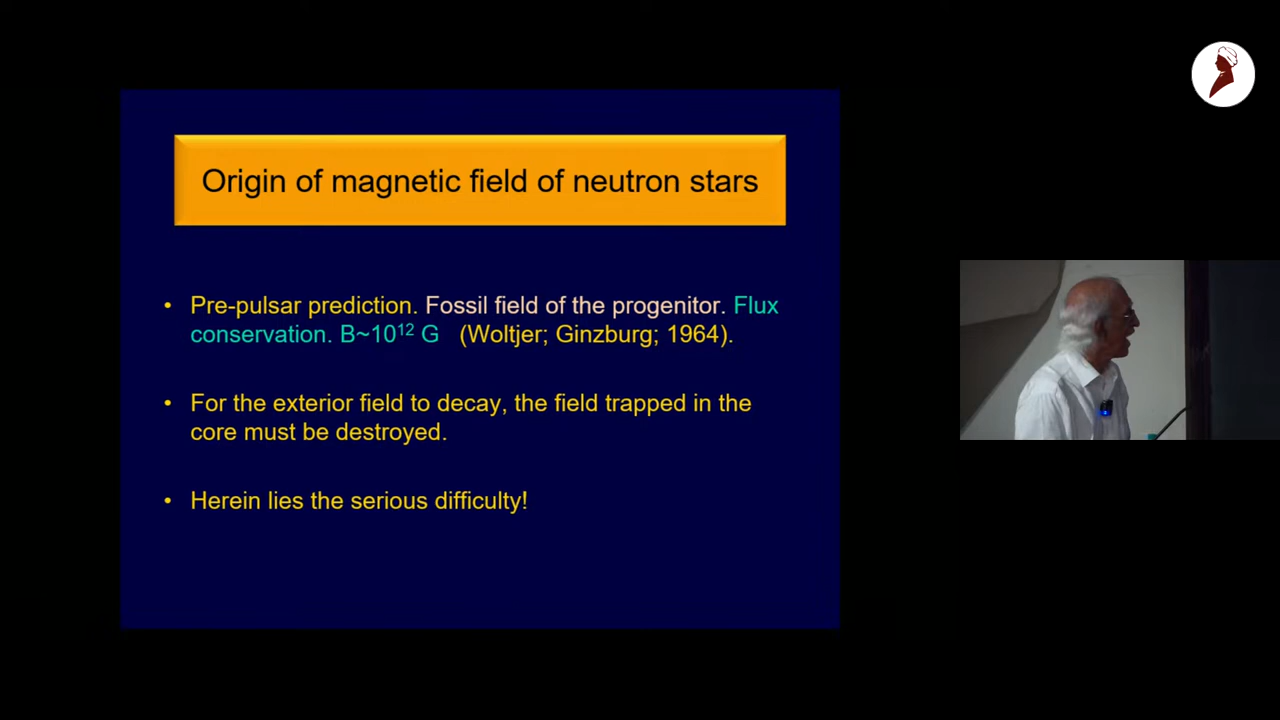 Origin of magnetic field of neutron stars
• Pre-pulsar prediction. Fossil field of the progenitor. Flux
conservation. B~10¹² G (Woltjer; Ginzburg; 1964).
• For the exterior field to decay, the field trapped in the
core must be destroyed.
• Herein lies the serious difficulty!